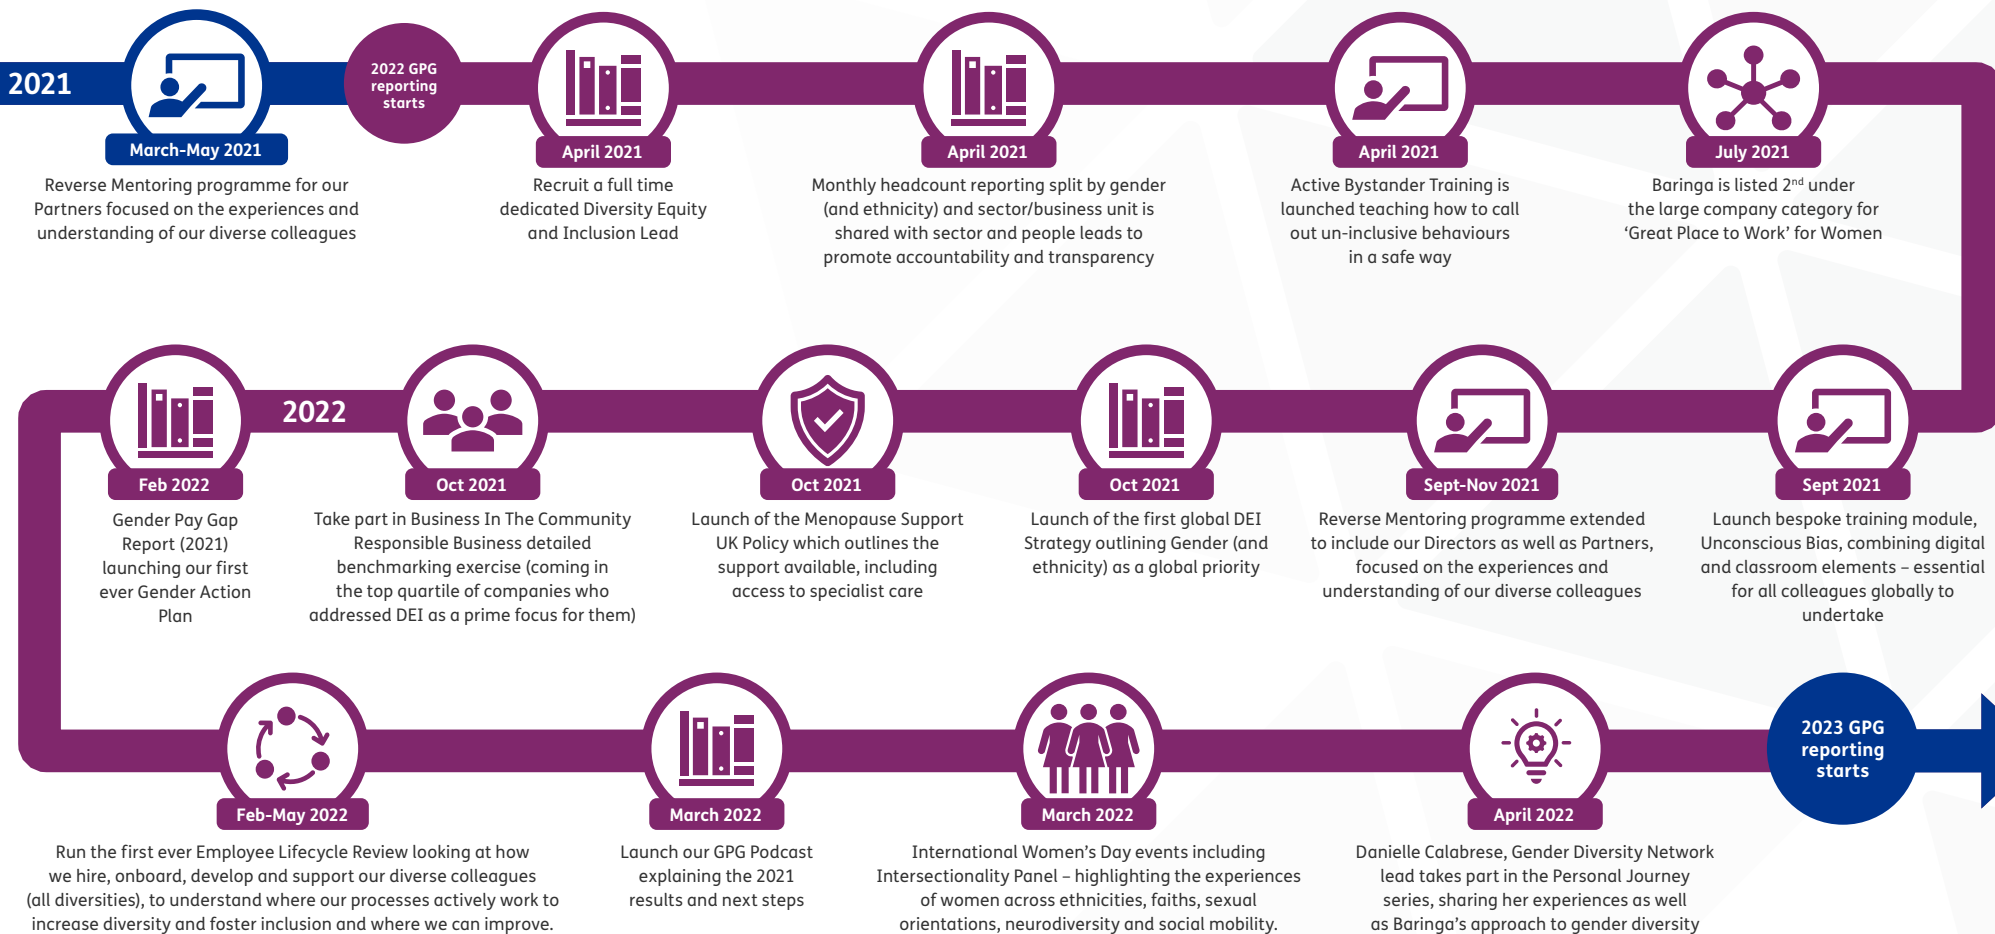 2021
March-May 2021
Reverse Mentoring programme for our
Partners focused on the experiences and
understanding of our diverse colleagues
2022 GPG
reporting
starts
April 2021
Recruit a full time
dedicated Diversity Equity
and Inclusion Lead
April 2021
Monthly headcount reporting split by gender
(and ethnicity) and sector/business unit is
shared with sector and people leads to
promote accountability and transparency
April 2021
Active Bystander Training is
launched teaching how to call
out un-inclusive behaviours
in a safe way
July 2021
Baringa is listed 2nd under
the large company category for
‘Great Place to Work’ for Women
Sept 2021
Launch bespoke training module,
Unconscious Bias, combining digital
and classroom elements – essential
for all colleagues globally to
undertake
Sept-Nov 2021
Reverse Mentoring programme extended
to include our Directors as well as Partners,
focused on the experiences and
understanding of our diverse colleagues
Oct 2021
Launch of the first global DEI
Strategy outlining Gender (and
ethnicity) as a global priority
Oct 2021
Launch of the Menopause Support
UK Policy which outlines the
support available, including
access to specialist care
Oct 2021
Take part in Business In The Community
Responsible Business detailed
benchmarking exercise (coming in
the top quartile of companies who
addressed DEI as a prime focus for them)
2022
Feb 2022
Gender Pay Gap
Report (2021)
launching our first
ever Gender Action
Plan
Feb-May 2022
Run the first ever Employee Lifecycle Review looking at how
we hire, onboard, develop and support our diverse colleagues
(all diversities), to understand where our processes actively work to
increase diversity and foster inclusion and where we can improve.
March 2022
Launch our GPG Podcast
explaining the 2021
results and next steps
March 2022
International Women’s Day events including
Intersectionality Panel – highlighting the experiences
of women across ethnicities, faiths, sexual
orientations, neurodiversity and social mobility.
April 2022
Danielle Calabrese, Gender Diversity Network
lead takes part in the Personal Journey
series, sharing her experiences as well
as Baringa’s approach to gender diversity
2023 GPG
reporting
starts